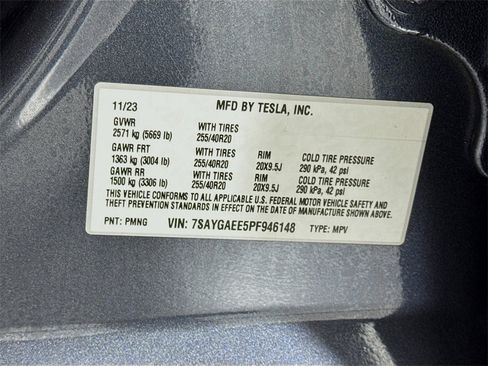 11/23 MFD BY TESLA, INC.
GVWR
2571 kg (5669 lb) WITH TIRES 255/40R20
GAWR FRT
1363 kg (3004 lb) WITH TIRES 255/40R20 RIM 20X9.5J COLD TIRE PRESSURE 290 kPa, 42 psi
GAWR RR
1500 kg (3306 lb) WITH TIRES 255/40R20 RIM 20X9.5J COLD TIRE PRESSURE 290 kPa, 42 psi
THIS VEHICLE CONFORMS TO ALL APPLICABLE U.S. FEDERAL MOTOR VEHICLE SAFETY AND
THEFT PREVENTION STANDARDS IN EFFECT ON THE DATE OF MANUFACTURE SHOWN ABOVE.
PNT: PMNG VIN: 7SAYGAEE5PF946148 TYPE: MPV